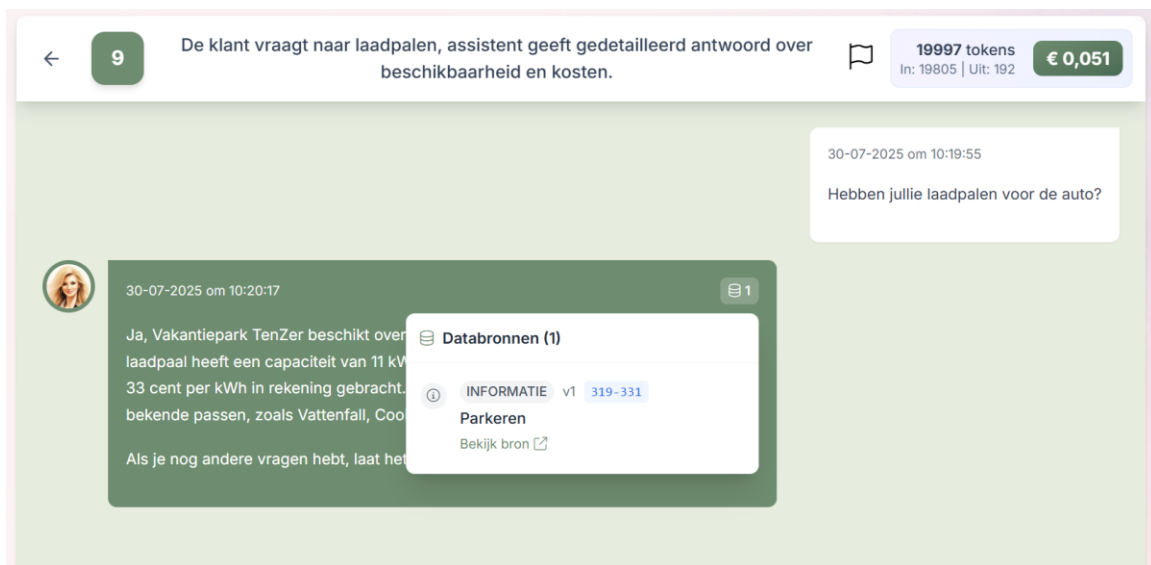 9
De klant vraagt naar laadpalen, assistent geeft gedetailleerd antwoord over
beschikbaarheid en kosten.
19997 tokens
In: 19805 | Uit: 192
€ 0,051
30-07-2025 om 10:19:55
Hebben jullie laadpalen voor de auto?
30-07-2025 om 10:20:17
1
Ja, Vakantiepark TenZer beschikt over
laadpaal heeft een capaciteit van 11
33 cent per kWh in rekening gebracht.
bekende passen, zoals Vattenfall,
Als je nog andere vragen hebt, laat
Databronnen (1)
INFORMATIE v1 319-331
Parkeren
Bekijk bron